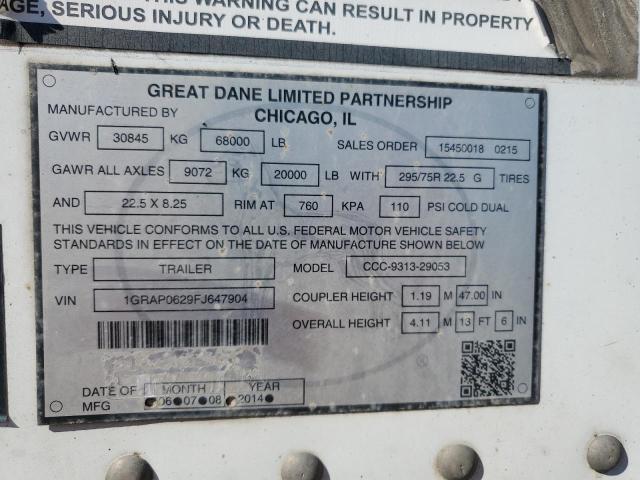 AGE, SERIOUS INJURY OR DEATH.
THIS WARNING CAN RESULT IN PROPERTY
GREAT DANE LIMITED PARTNERSHIP
MANUFACTURED BY CHICAGO, IL
GVWR 30845 KG 68000 LB SALES ORDER 15450018 0215
GAWR ALL AXLES 9072 KG 20000 LB WITH 295/75R 22.5 G TIRES
AND 22.5 X 8.25 RIM AT 760 KPA 110 PSI COLD DUAL
THIS VEHICLE CONFORMS TO ALL U.S. FEDERAL MOTOR VEHICLE SAFETY
STANDARDS IN EFFECT ON THE DATE OF MANUFACTURE SHOWN BELOW
TYPE TRAILER MODEL CCC-9313-29053
VIN 1GRAP0629FJ647904 COUPLER HEIGHT 1.19 M 47.00 IN
OVERALL HEIGHT 4.11 M 13 FT 6 IN
®
DATE OF MFG MONTH YEAR
06 07 08 2014